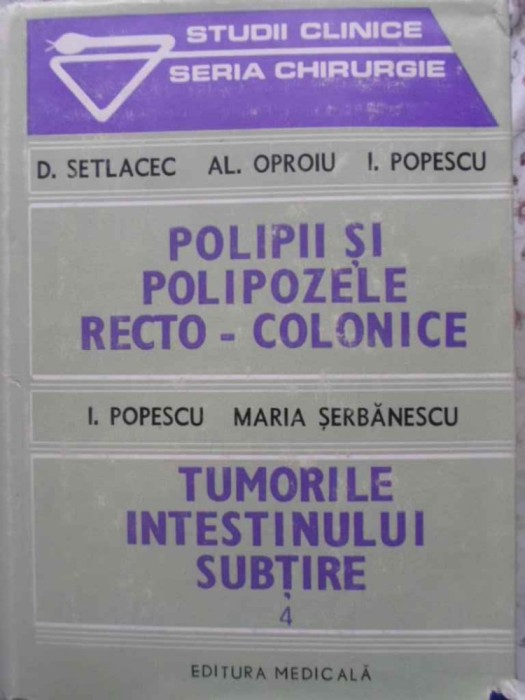 STUDII CLINICE
SERIA CHIRURGIE
D. SETLACEC AL. OPROIU I. POPESCU
POLIPII ȘI
POLIPOZELE
RECTO - COLONICE
I. POPESCU MARIA ȘERBĂNESCU
TUMORILE
INTESTINULUI
SUBȚIRE
4
EDITURA MEDICALĂ